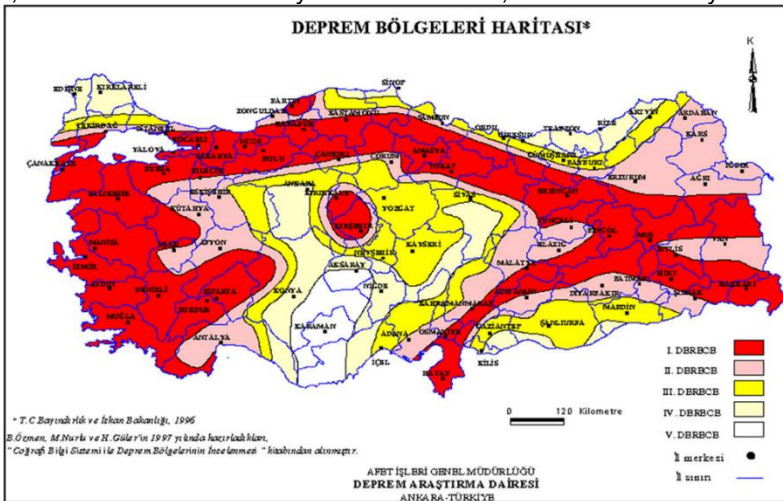 DEPREM BÖLGELERİ HARİTASI*
K
SİNOP
EDİRNE
KIRKLARELİ
BARTIN
ZONGULDAK
KASTAMONU
SAMSUN
ARTVİN
ARDAHAN
TEKİRDAĞ
İSTANBUL
ORDU
GİRESUN
TRABZON
RİZE
KARS
YALOVA
KOCAELİ
SAKARYA
DÜZCE
BOLU
ÇANKIRI
ÇORUM
AMASYA
TOKAT
GÜMÜŞHANE
BAYBURT
IĞDIR
ÇANAKKALE
BURSA
BİLECİK
ERZURUM
AĞRI
BALIKESİR
ESKİŞEHİR
ANKARA
KIRIKKALE
YOZGAT
SİVAS
ERZİNCAN
KÜTAHYA
KIRŞEHİR
TUNCELİ
BİNGÖL
MUŞ
MANİSA
UŞAK
AFYON
NEVŞEHİR
KAYSERİ
ELAZIĞ
BİTLİS
VAN
İZMİR
AKSARAY
MALATYA
AYDIN
DENİZLİ
ISPARTA
KONYA
NİĞDE
KAHRAMANMARAŞ
ADIYAMAN
DİYARBAKIR
BATMAN
SİİRT
HAKKARİ
BURDUR
MARDİN
ŞIRNAK
MUĞLA
KARAMAN
ADANA
OSMANİYE
GAZİANTEP
ŞANLIURFA
ANTALYA
İÇEL
KİLİS
HATAY
I. DERECE
II. DERECE
III. DERECE
IV. DERECE
V. DERECE
0 120 Kilometre
İl merkezi
İl sınırı
* T.C Bayındırlık ve İskan Bakanlığı, 1996
B.Özmen, M.Nurlu ve H.Güler'in 1997 yılında hazırladıkları,
"Coğrafi Bilgi Sistemi ile Deprem Bölgelerinin İncelenmesi" kitabından alınmıştır.
AFET İŞLERİ GENEL MÜDÜRLÜĞÜ
DEPREM ARAŞTIRMA DAİRESİ
ANKARA-TÜRKİYE